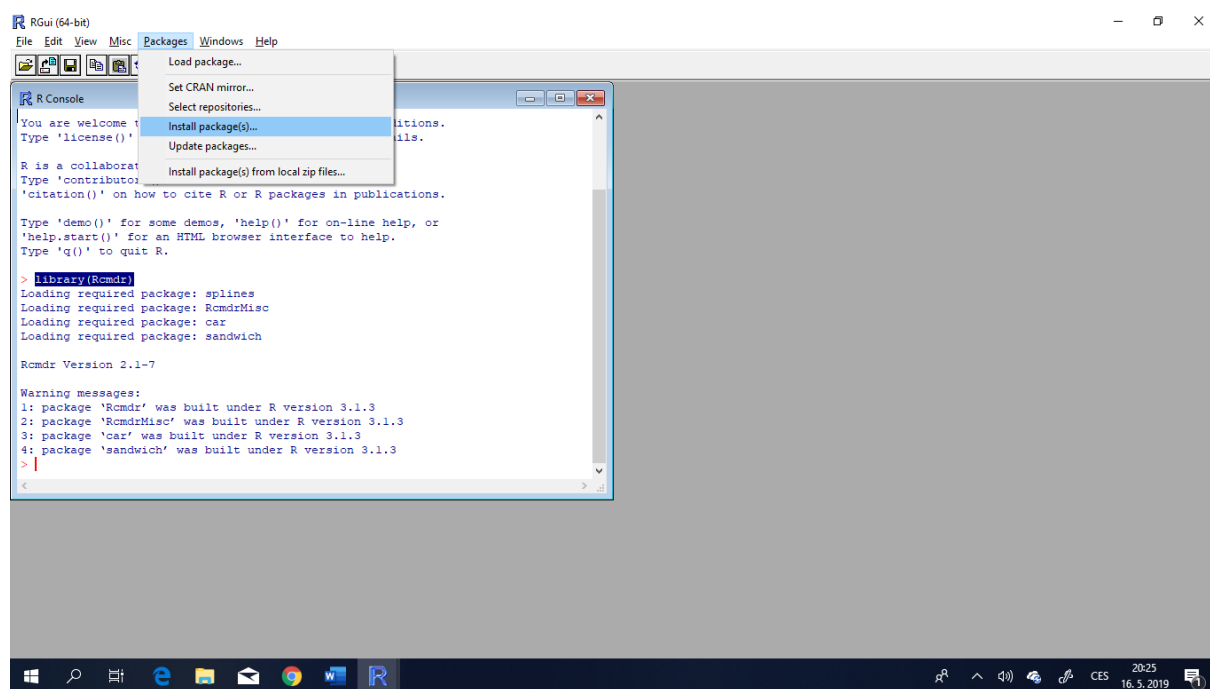 RGui (64-bit)
File Edit View Misc Packages Windows Help
Load package...
Set CRAN mirror...
Select repositories...
Install package(s)...
Update packages...
Install package(s) from local zip files...
R Console
You are welcome t itions.
Type 'license()' ils.
R is a collaborat
Type 'contributor
'citation()' on how to cite R or R packages in publications.
Type 'demo()' for some demos, 'help()' for on-line help, or
'help.start()' for an HTML browser interface to help.
Type 'q()' to quit R.
> library(Rcmdr)
Loading required package: splines
Loading required package: RcmdrMisc
Loading required package: car
Loading required package: sandwich
Rcmdr Version 2.1-7
Warning messages:
1: package ‘Rcmdr’ was built under R version 3.1.3
2: package ‘RcmdrMisc’ was built under R version 3.1.3
3: package ‘car’ was built under R version 3.1.3
4: package ‘sandwich’ was built under R version 3.1.3
>
CES
20:25
16. 5. 2019
1